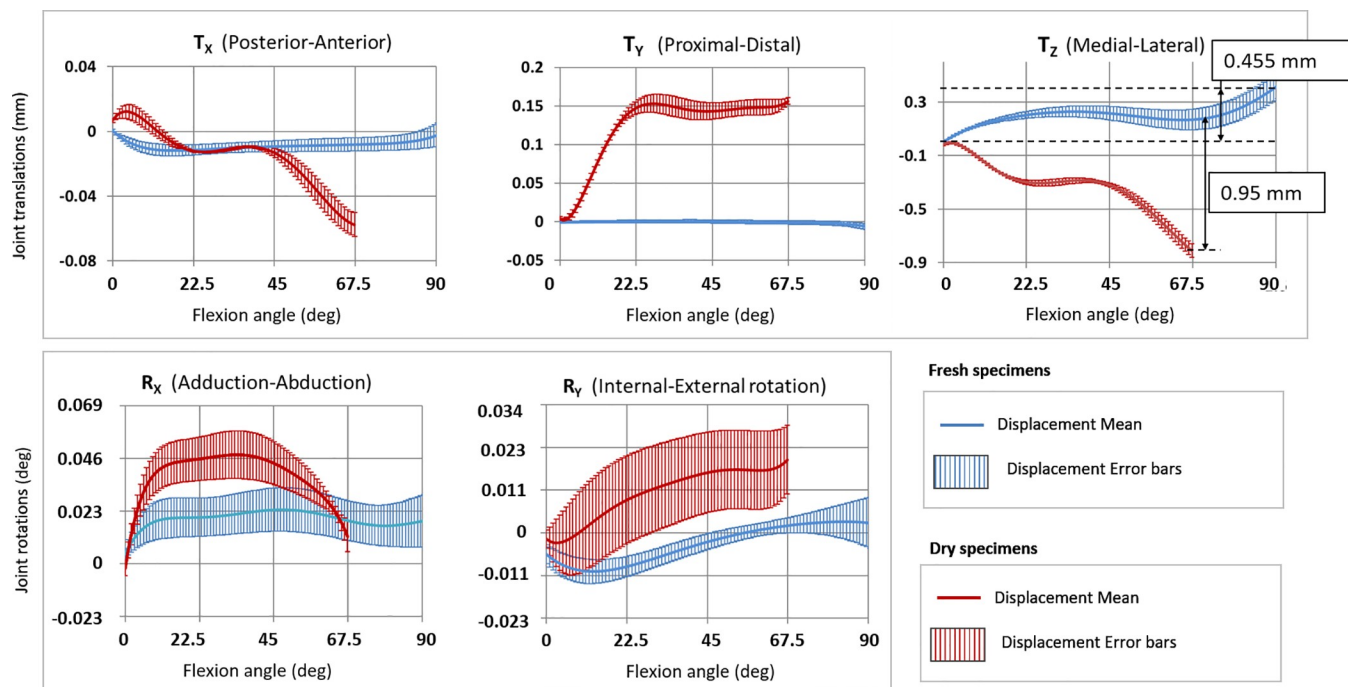 T_X (Posterior-Anterior)
Joint translations (mm)
0.04
0
-0.04
-0.08
0 22.5 45 67.5 90
Flexion angle (deg)
T_Y (Proximal-Distal)
0.2
0.15
0.1
0.05
0
-0.05
0 22.5 45 67.5 90
Flexion angle (deg)
T_Z (Medial-Lateral)
0.455 mm
0.3
-0.1
0.95 mm
-0.5
-0.9
0 22.5 45 67.5 90
Flexion angle (deg)
R_X (Adduction-Abduction)
Joint rotations (deg)
0.069
0.046
0.023
0
-0.023
0 22.5 45 67.5 90
Flexion angle (deg)
R_Y (Internal-External rotation)
0.034
0.023
0.011
0
-0.011
-0.023
0 22.5 45 67.5 90
Flexion angle (deg)
Fresh specimens
Displacement Mean
Displacement Error bars
Dry specimens
Displacement Mean
Displacement Error bars